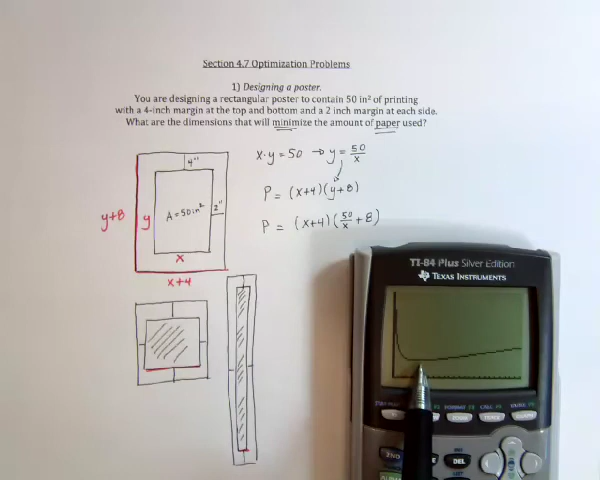 Section 4.7 Optimization Problems
1) Designing a poster.
You are designing a rectangular poster to contain 50 in² of printing
with a 4-inch margin at the top and bottom and a 2 inch margin at each side.
What are the dimensions that will minimize the amount of paper used?
x·y = 50 → y = 50/x
P = (x+4)(y+8)
P = (x+4)(50/x + 8)
4"
2"
A = 50 in²
y+8
y
x
x+4
TI-84 Plus Silver Edition
TEXAS INSTRUMENTS
TRACE
GRAPH
2ND
DEL